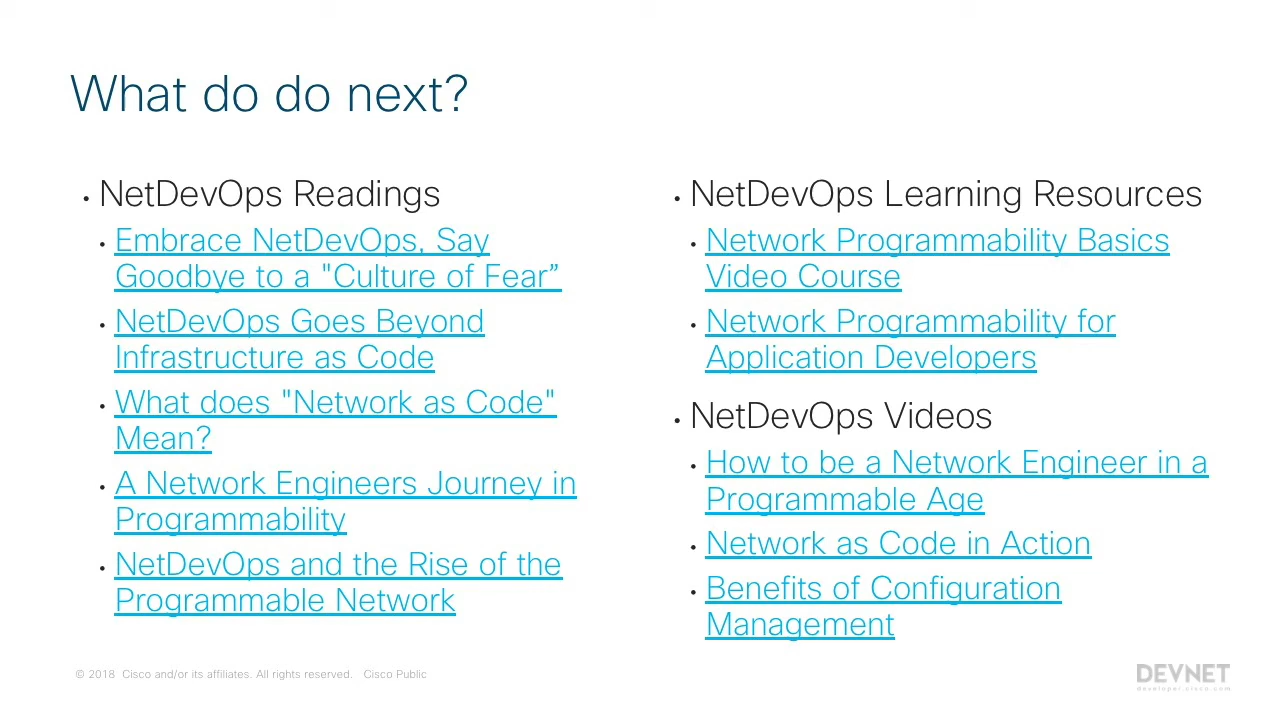 What do do next?
• NetDevOps Readings
• Embrace NetDevOps, Say
Goodbye to a "Culture of Fear”
• NetDevOps Goes Beyond
Infrastructure as Code
• What does "Network as Code"
Mean?
• A Network Engineers Journey in
Programmability
• NetDevOps and the Rise of the
Programmable Network
• NetDevOps Learning Resources
• Network Programmability Basics
Video Course
• Network Programmability for
Application Developers
• NetDevOps Videos
• How to be a Network Engineer in a
Programmable Age
• Network as Code in Action
• Benefits of Configuration
Management
© 2018 Cisco and/or its affiliates. All rights reserved. Cisco Public
DEVNET
developer.cisco.com